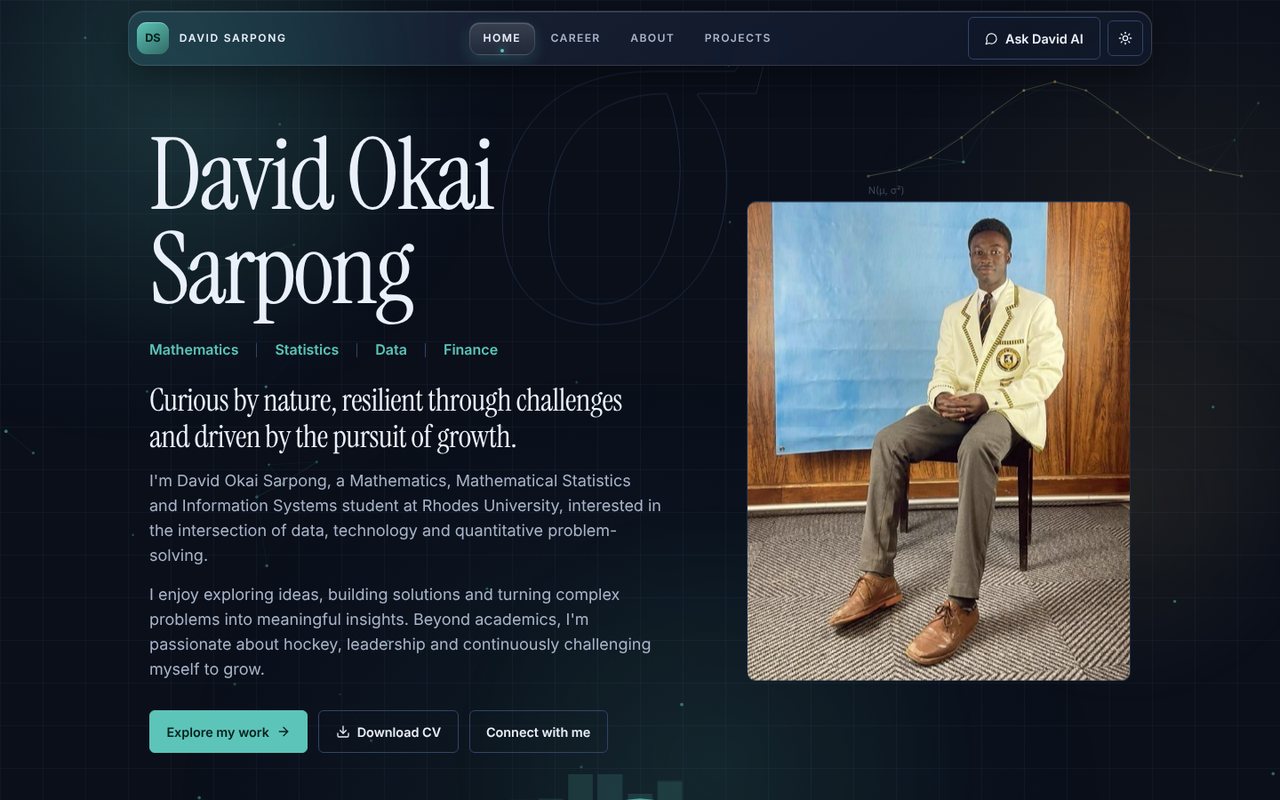 DS
DAVID SARPONG
HOME
CAREER
ABOUT
PROJECTS
Ask David AI
σ
N(μ, σ²)
David Okai
Sarpong
Mathematics
Statistics
Data
Finance
Curious by nature, resilient through challenges
and driven by the pursuit of growth.
I'm David Okai Sarpong, a Mathematics, Mathematical Statistics
and Information Systems student at Rhodes University, interested in
the intersection of data, technology and quantitative problem-
solving.
I enjoy exploring ideas, building solutions and turning complex
problems into meaningful insights. Beyond academics, I'm
passionate about hockey, leadership and continuously challenging
myself to grow.
Explore my work
Download CV
Connect with me